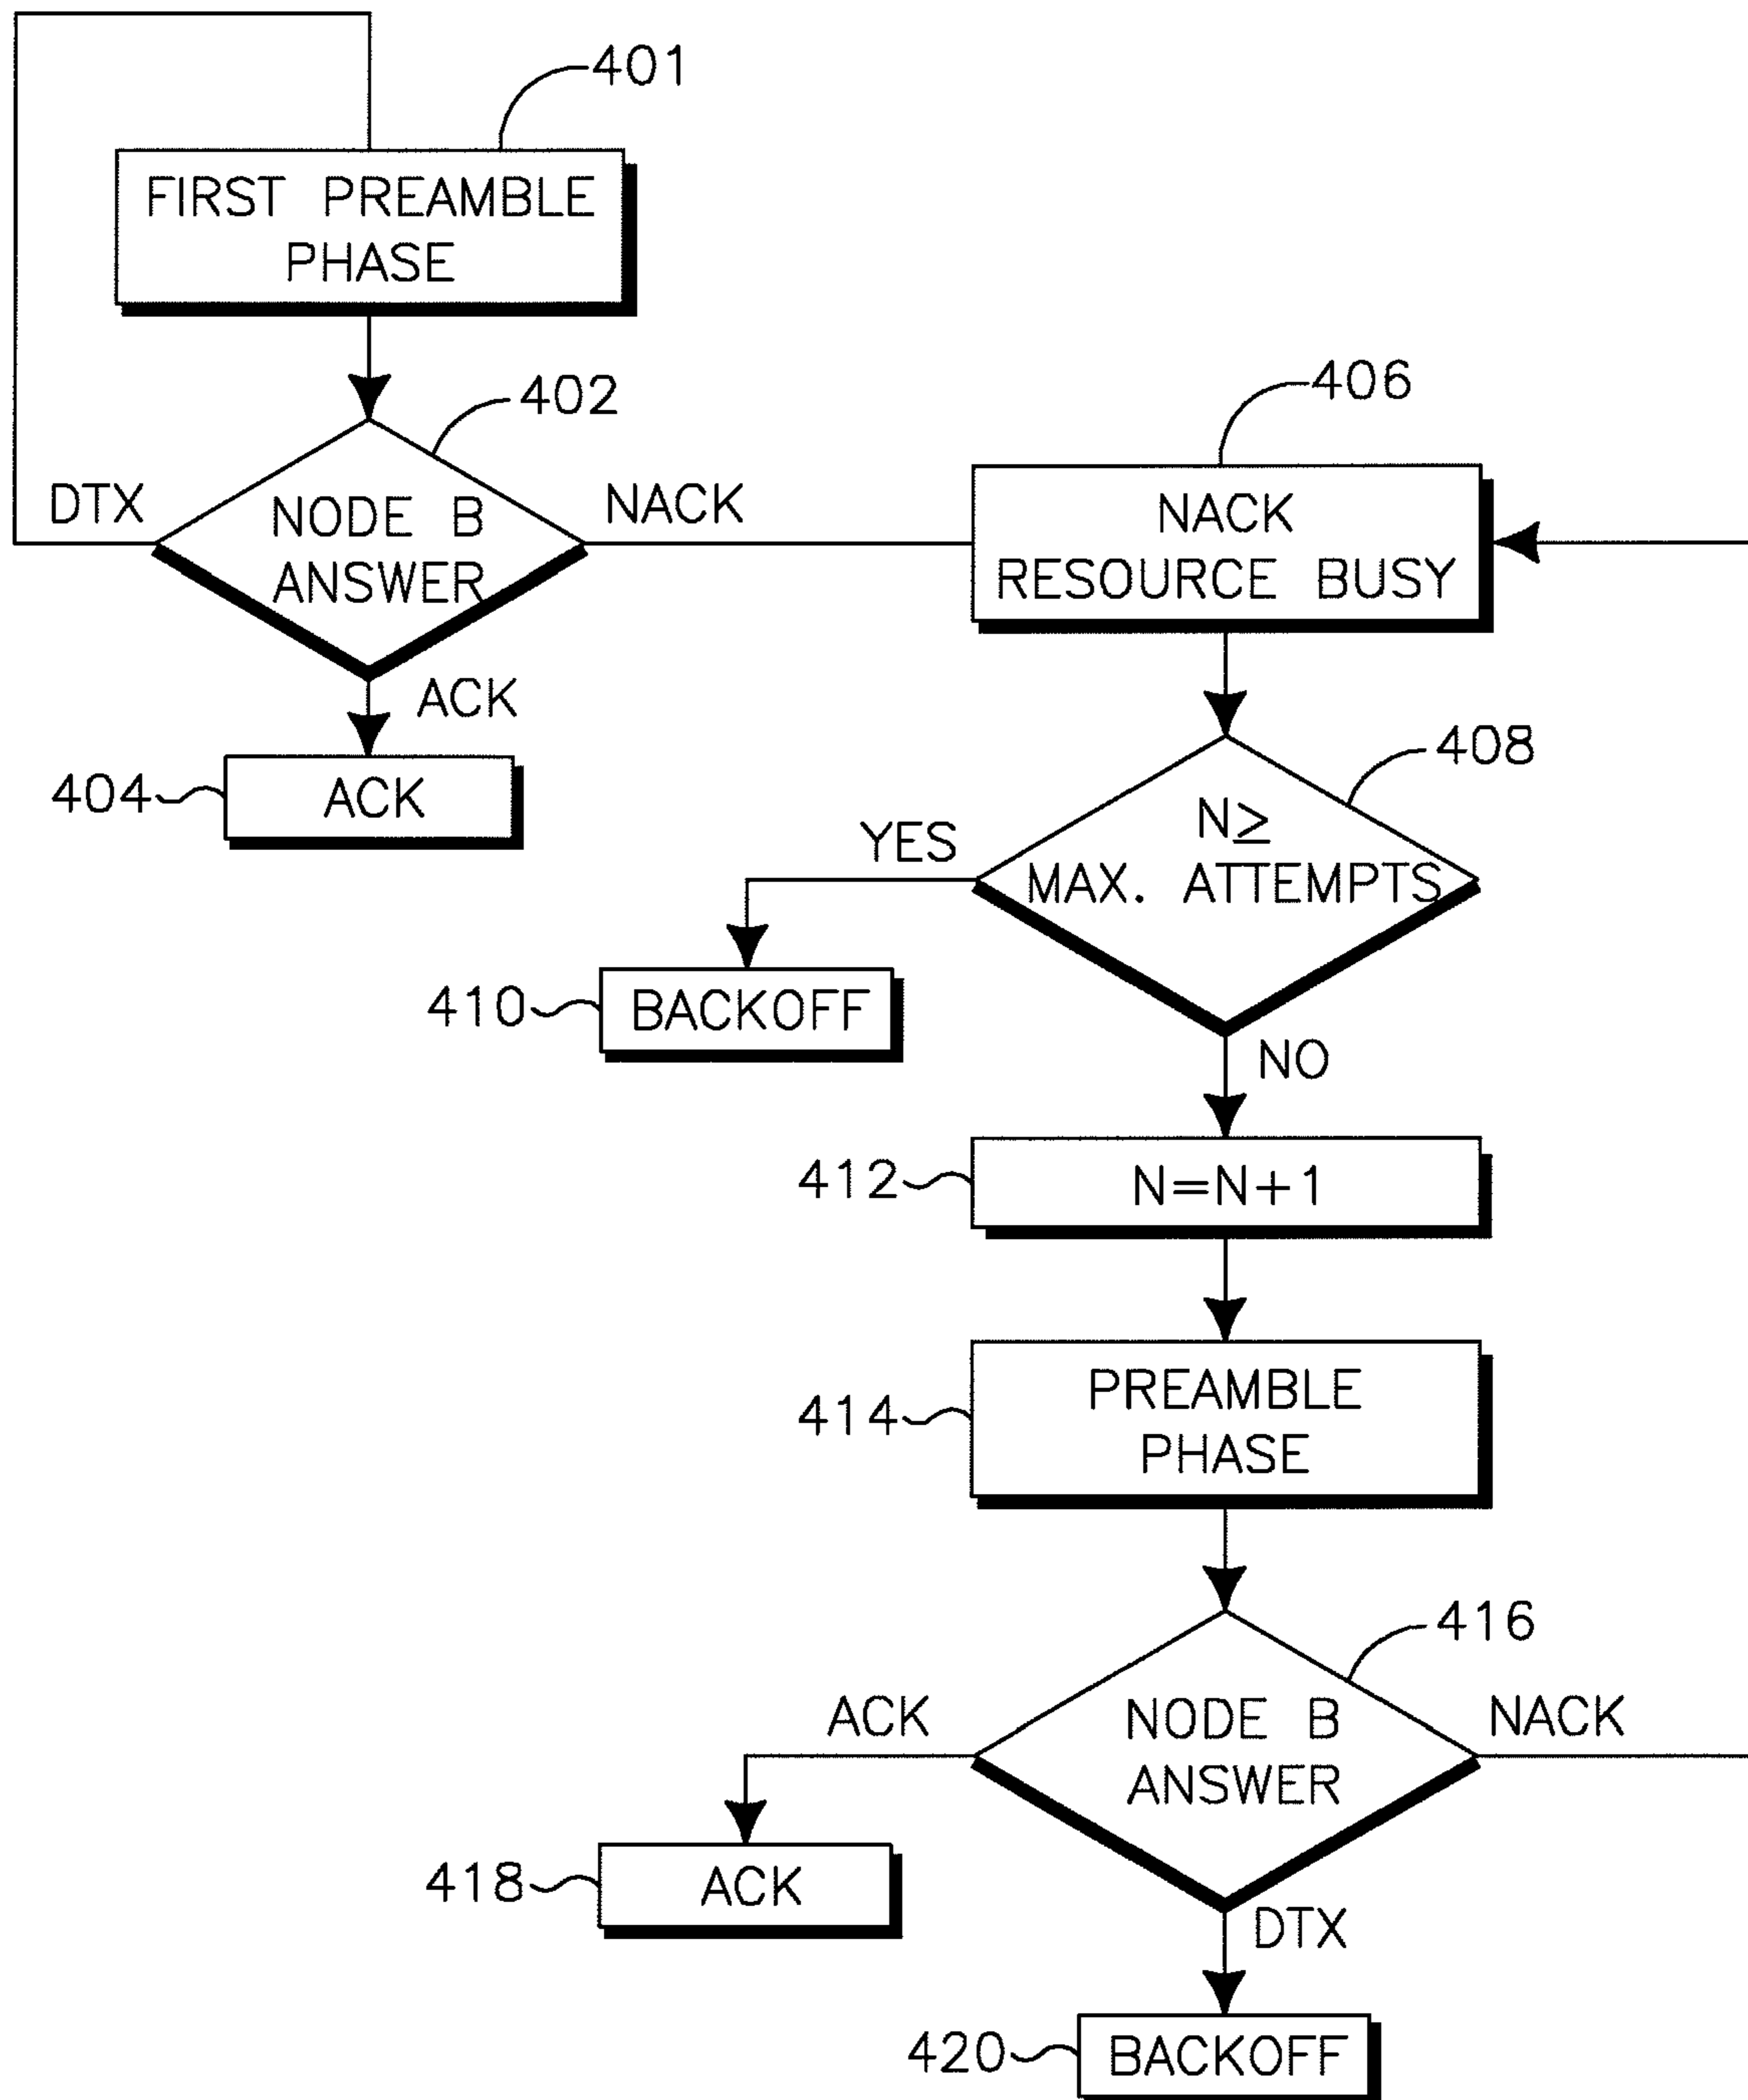 401
FIRST PREAMBLE
PHASE
402
406
DTX
NODE B
ANSWER
NACK
NACK
RESOURCE BUSY
ACK
404
ACK
408
N≥
MAX. ATTEMPTS
YES
410
BACKOFF
NO
412
N=N+1
414
PREAMBLE
PHASE
416
ACK
NODE B
ANSWER
NACK
418
ACK
DTX
420
BACKOFF